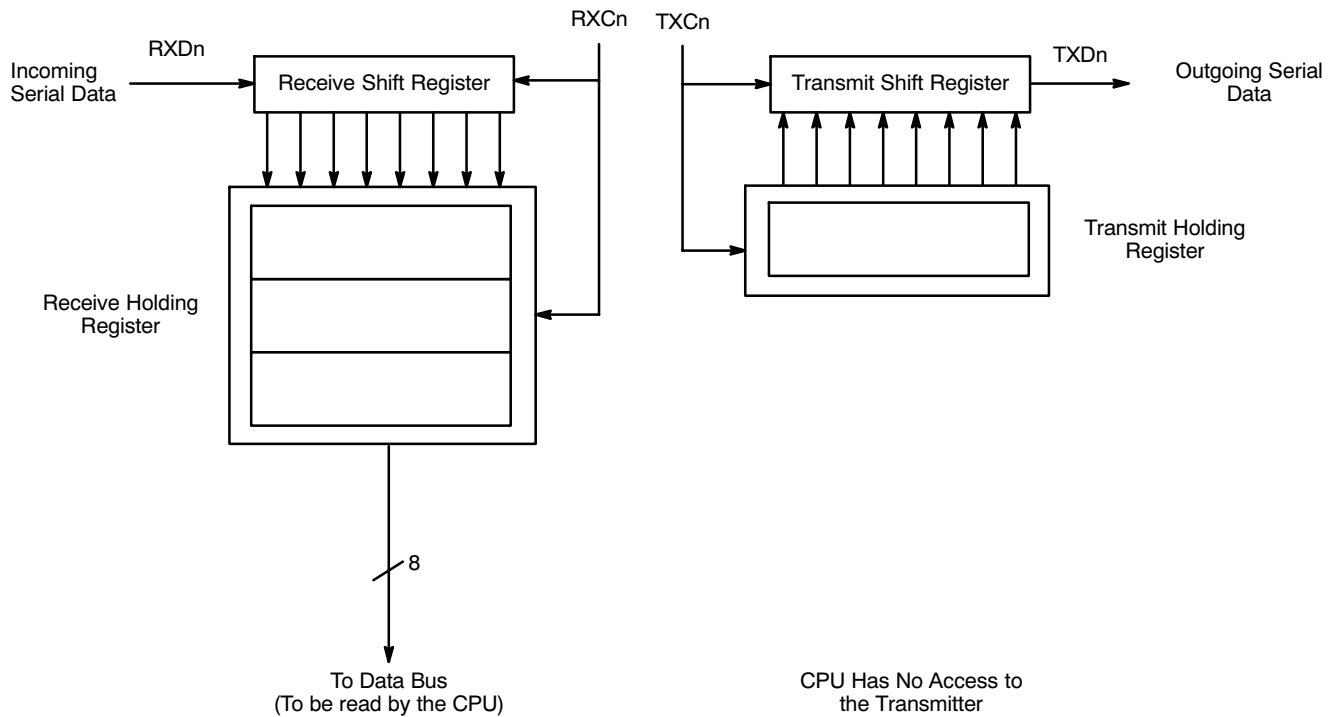 RXCn
TXCn
RXDn
Incoming
Serial Data
Receive Shift Register
Transmit Shift Register
TXDn
Outgoing Serial
Data
Receive Holding
Register
Transmit Holding
Register
8
To Data Bus
(To be read by the CPU)
CPU Has No Access to
the Transmitter